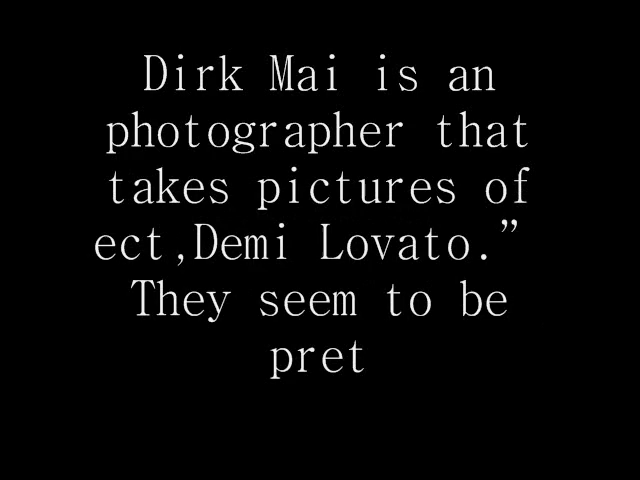 Dirk Mai is an
photographer that
takes pictures of
ect,Demi Lovato.”
They seem to be
pret